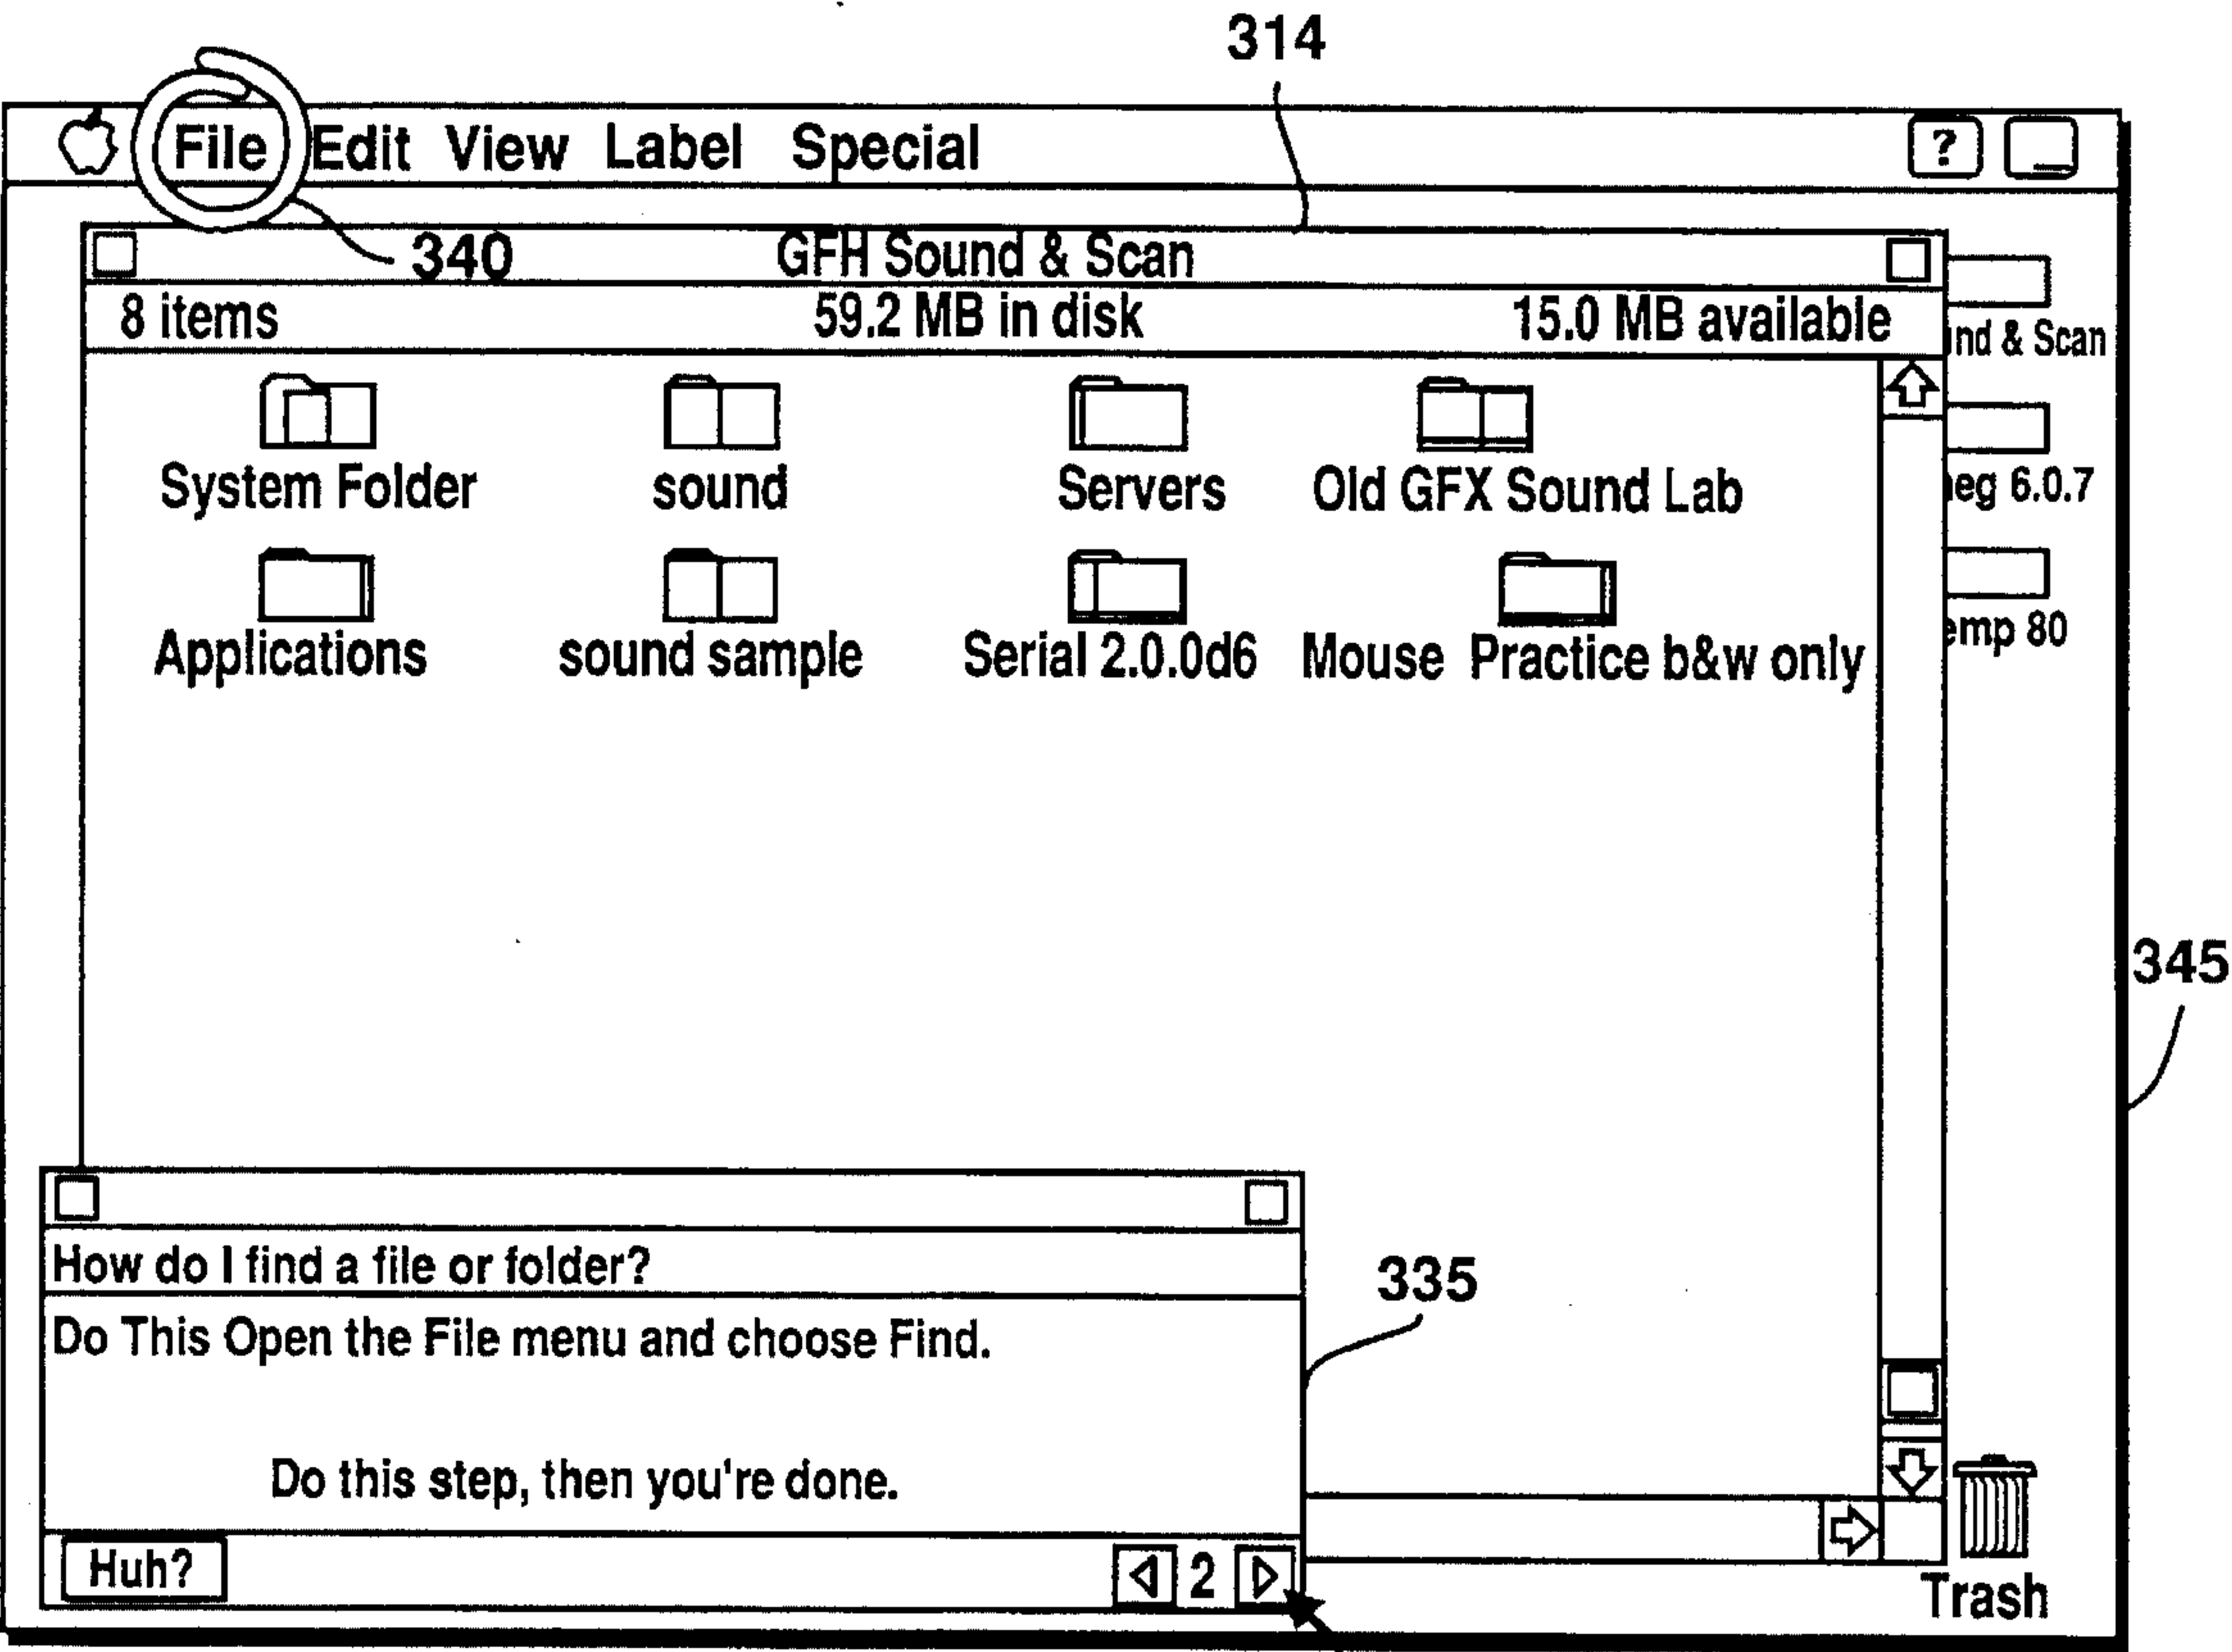 314
File Edit View Label Special ?
340 GFH Sound & Scan
8 items 59.2 MB in disk 15.0 MB available
nd & Scan
System Folder sound Servers Old GFX Sound Lab
eg 6.0.7
Applications sound sample Serial 2.0.0d6 Mouse Practice b&w only
emp 80
345
How do I find a file or folder?
335
Do This Open the File menu and choose Find.
Do this step, then you're done.
Huh? 2
Trash